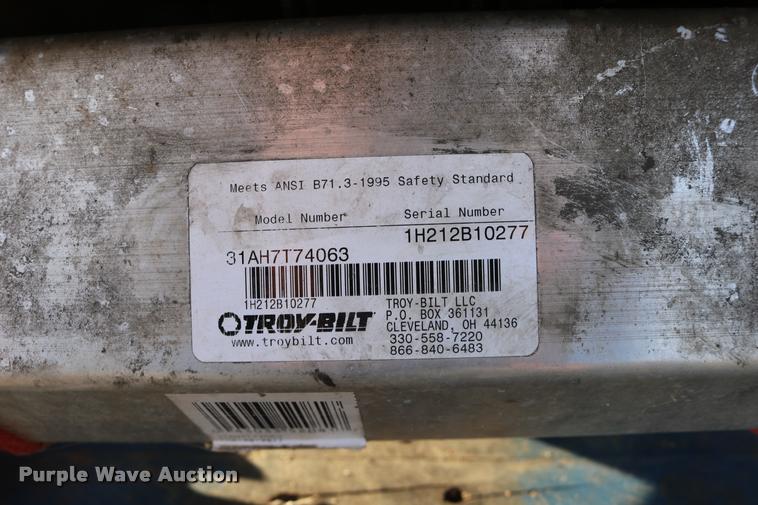 Meets ANSI B71.3-1995 Safety Standard
Model Number Serial Number
31AH7T74063 1H212B10277
1H212B10277
TROY-BILT
www.troybilt.com
TROY-BILT LLC
P.O. BOX 361131
CLEVELAND, OH 44136
330-558-7220
866-840-6483
Purple Wave Auction